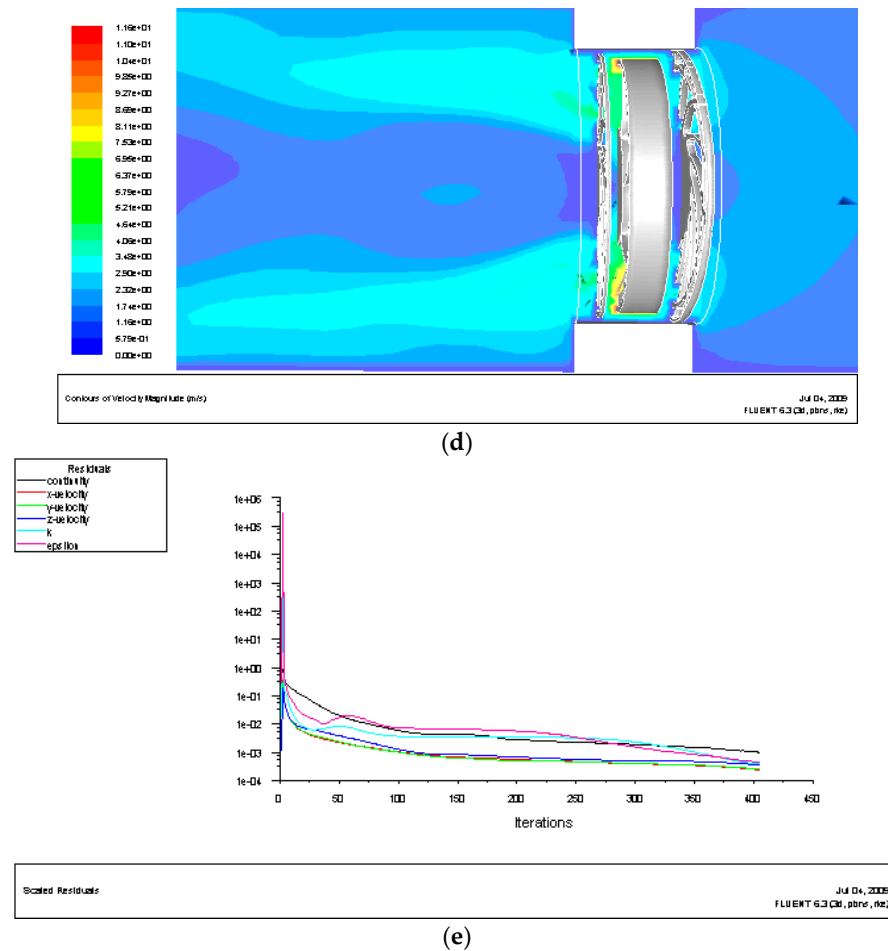 1.16e+01
1.10e+01
1.04e+01
9.85e+00
9.27e+00
8.69e+00
8.11e+00
7.53e+00
6.95e+00
6.37e+00
5.79e+00
5.21e+00
4.64e+00
4.06e+00
3.48e+00
2.90e+00
2.32e+00
1.74e+00
1.16e+00
5.79e-01
0.00e+00
Contours of Velocity Magnitude (m/s)
Jul 04, 2009
FLUENT 6.3 (3d, pbns, rke)
(d)
Residuals
continuity
x-velocity
y-velocity
z-velocity
k
epsilon
1e+06
1e+05
1e+04
1e+03
1e+02
1e+01
1e+00
1e-01
1e-02
1e-03
1e-04
0 50 100 150 200 250 300 350 400 450
Iterations
Scaled Residuals
Jul 04, 2009
FLUENT 6.3 (3d, pbns, rke)
(e)